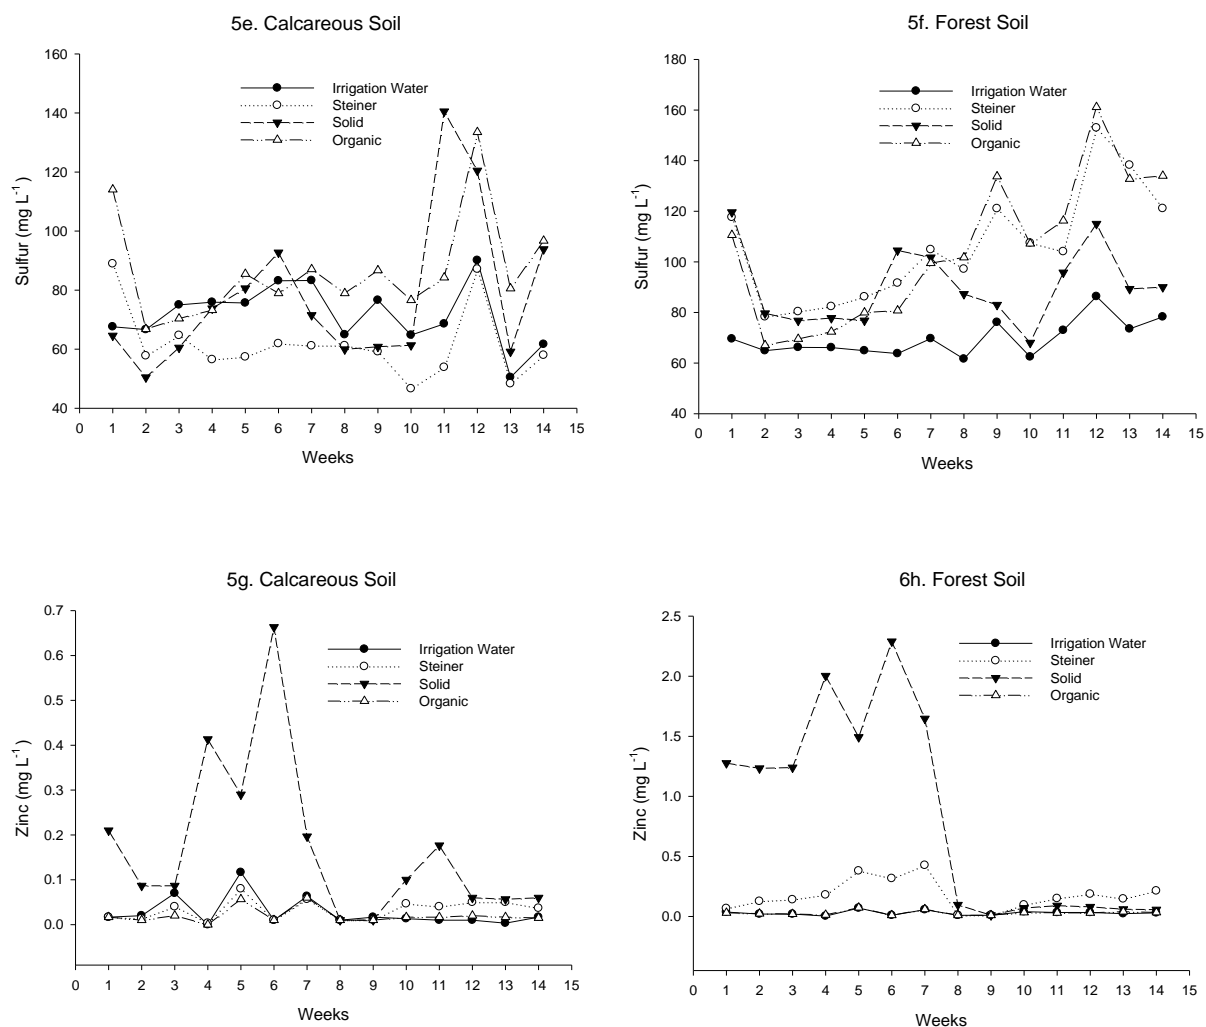 5e. Calcareous Soil
160
140
120
100
80
60
40
Sulfur (mg L⁻¹)
Irrigation Water
Steiner
Solid
Organic
0 1 2 3 4 5 6 7 8 9 10 11 12 13 14 15
Weeks
5f. Forest Soil
180
160
140
120
100
80
60
40
Sulfur (mg L⁻¹)
Irrigation Water
Steiner
Solid
Organic
0 1 2 3 4 5 6 7 8 9 10 11 12 13 14 15
Weeks
5g. Calcareous Soil
0.7
0.6
0.5
0.4
0.3
0.2
0.1
0.0
Zinc (mg L⁻¹)
Irrigation Water
Steiner
Solid
Organic
0 1 2 3 4 5 6 7 8 9 10 11 12 13 14 15
Weeks
6h. Forest Soil
2.5
2.0
1.5
1.0
0.5
0.0
Zinc (mg L⁻¹)
Irrigation Water
Steiner
Solid
Organic
0 1 2 3 4 5 6 7 8 9 10 11 12 13 14 15
Weeks